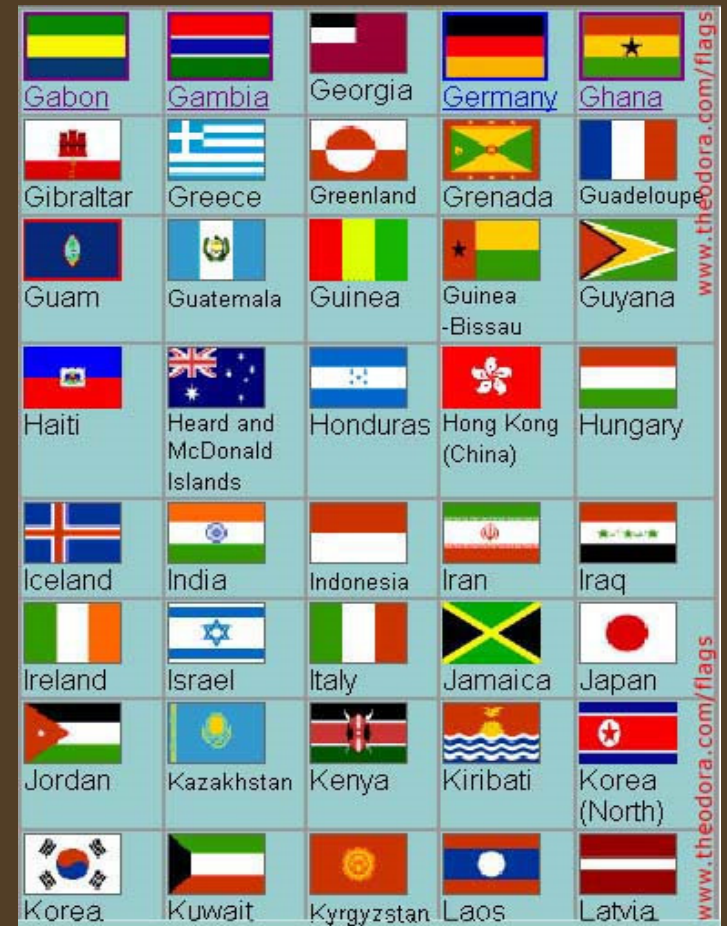 Gabon
Gambia
Georgia
Germany
Ghana
Gibraltar
Greece
Greenland
Grenada
Guadeloupe
Guam
Guatemala
Guinea
Guinea
-Bissau
Guyana
Haiti
Heard and
McDonald
Islands
Honduras
Hong Kong
(China)
Hungary
Iceland
India
Indonesia
Iran
Iraq
Ireland
Israel
Italy
Jamaica
Japan
Jordan
Kazakhstan
Kenya
Kiribati
Korea
(North)
Korea
Kuwait
Kyrgyzstan
Laos
Latvia
www.theodora.com/flags
www.theodora.com/flags